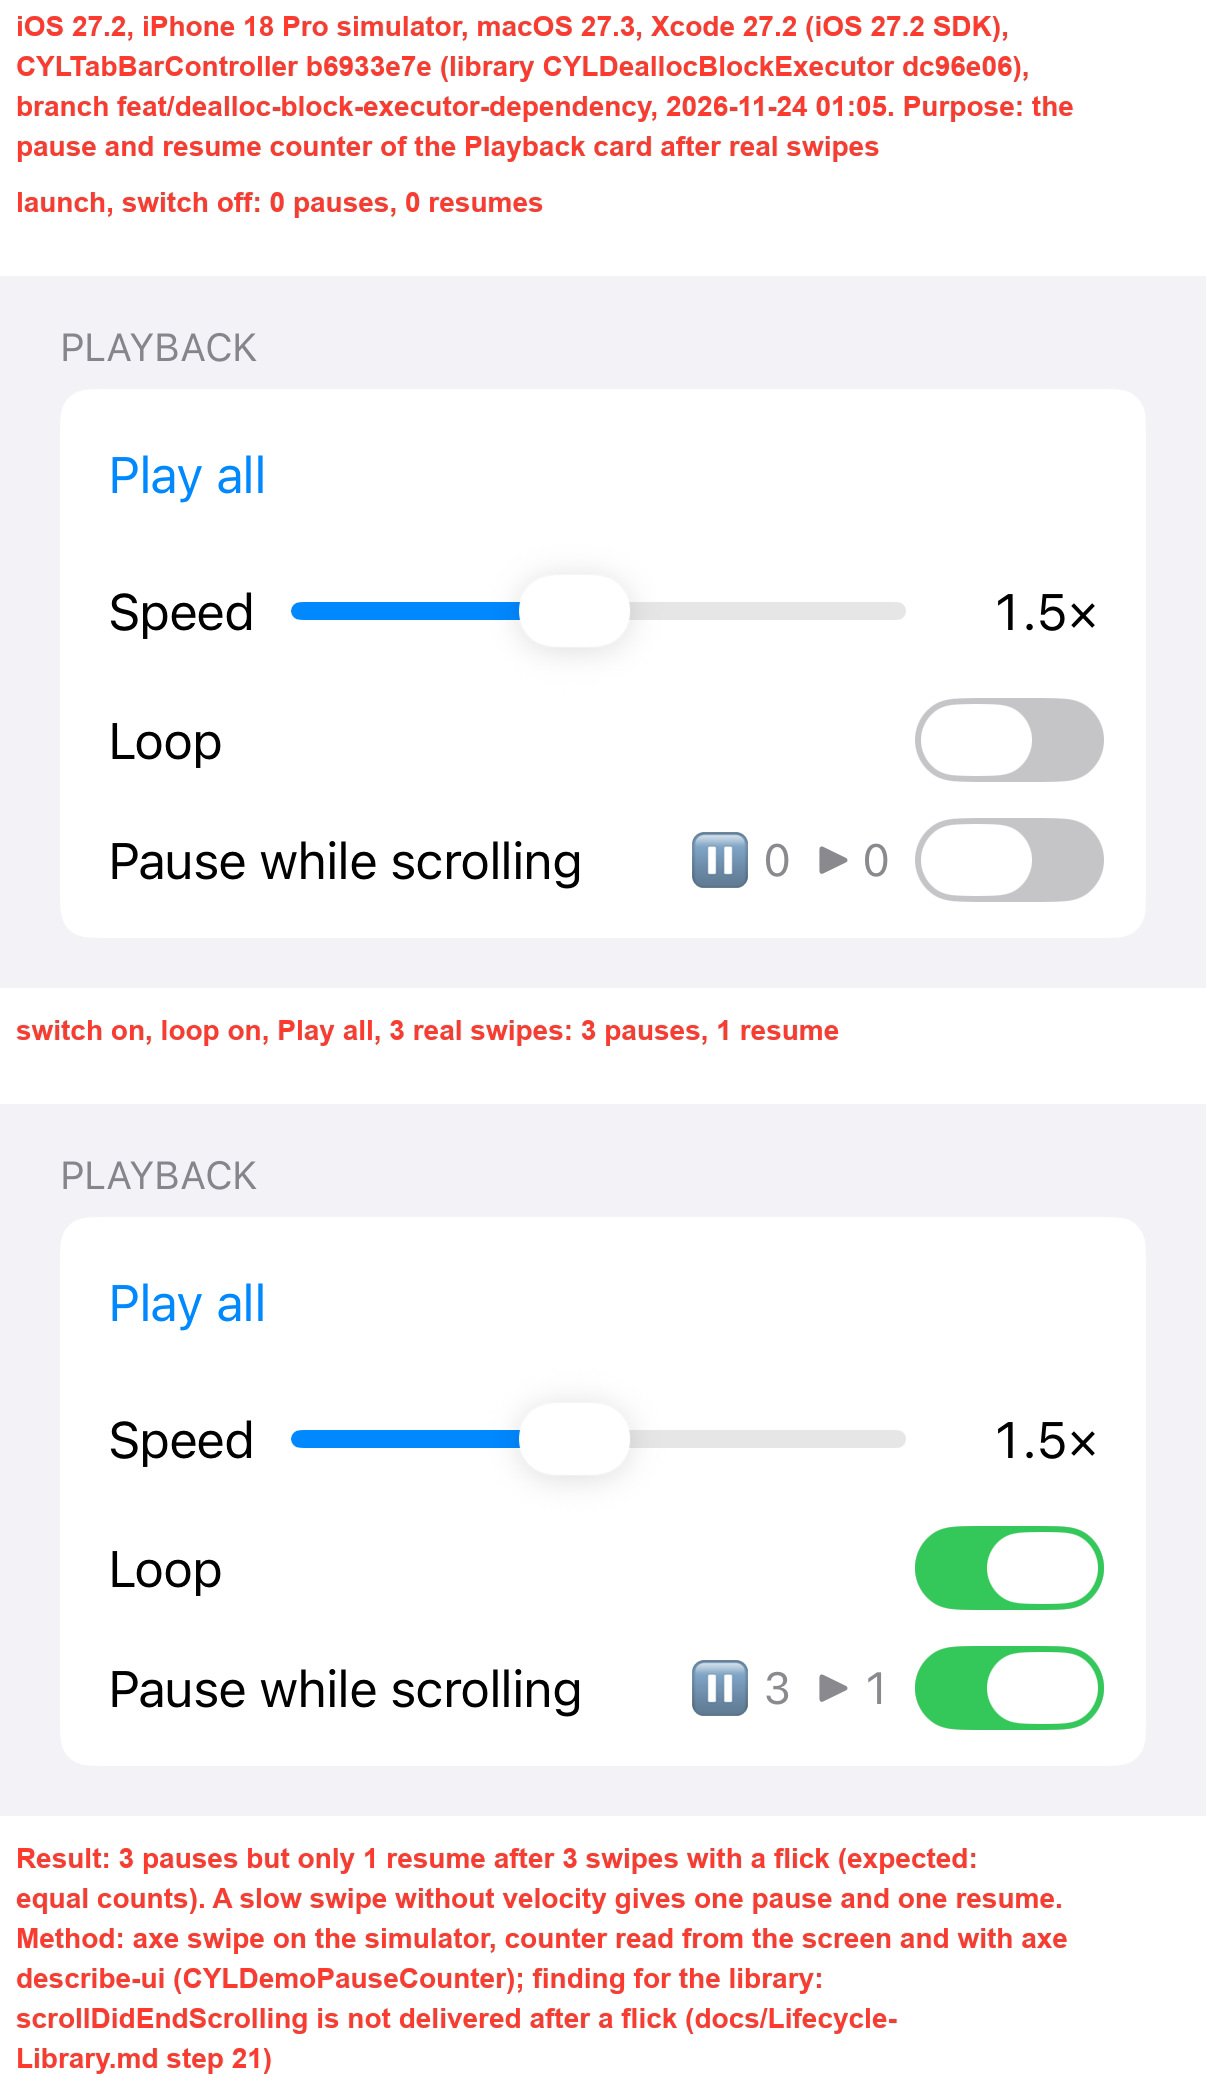 iOS 27.2, iPhone 18 Pro simulator, macOS 27.3, Xcode 27.2 (iOS 27.2 SDK),
CYLTabBarController b6933e7e (library CYLDeallocBlockExecutor dc96e06),
branch feat/dealloc-block-executor-dependency, 2026-11-24 01:05. Purpose: the
pause and resume counter of the Playback card after real swipes
launch, switch off: 0 pauses, 0 resumes
PLAYBACK
Play all
Speed 1.5×
Loop
Pause while scrolling ⏸ 0 ▶ 0
switch on, loop on, Play all, 3 real swipes: 3 pauses, 1 resume
PLAYBACK
Play all
Speed 1.5×
Loop
Pause while scrolling ⏸ 3 ▶ 1
Result: 3 pauses but only 1 resume after 3 swipes with a flick (expected:
equal counts). A slow swipe without velocity gives one pause and one resume.
Method: axe swipe on the simulator, counter read from the screen and with axe
describe-ui (CYLDemoPauseCounter); finding for the library:
scrollDidEndScrolling is not delivered after a flick (docs/Lifecycle-
Library.md step 21)